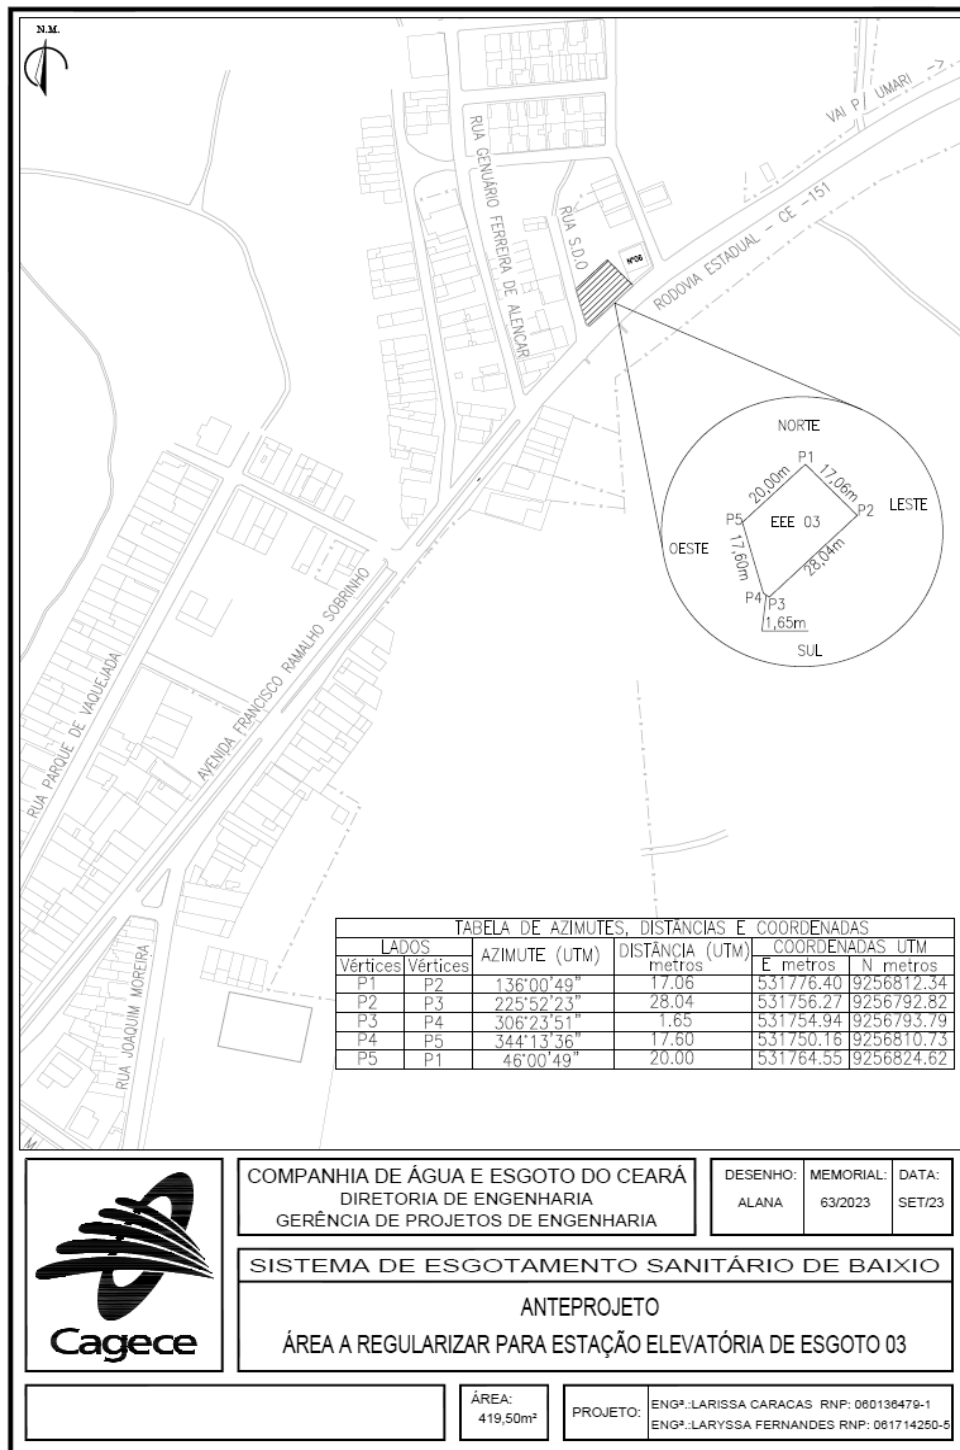 N.M.
VAI P/ UMARI ->
RUA GENUÁRIO FERREIRA DE ALENCAR
RUA S.D.O
Nº06
RODOVIA ESTADUAL - CE -151
NORTE
P1
20,00m
17,06m
P5
EEE 03
P2
LESTE
OESTE
17,60m
28,04m
P4
P3
1,65m
SUL
AVENIDA FRANCISCO RAMALHO SOBRINHO
RUA PARQUE DE VAQUEJADA
RUA JOAQUIM MOREIRA
M
TABELA DE AZIMUTES, DISTÂNCIAS E COORDENADAS
LADOS AZIMUTE (UTM) DISTÂNCIA (UTM) metros COORDENADAS UTM
Vértices Vértices E metros N metros
P1 P2 136°00'49" 17.06 531776.40 9256812.34
P2 P3 225°52'23" 28.04 531756.27 9256792.82
P3 P4 306°23'51" 1.65 531754.94 9256793.79
P4 P5 344°13'36" 17.60 531750.16 9256810.73
P5 P1 46°00'49" 20.00 531764.55 9256824.62
Cagece
COMPANHIA DE ÁGUA E ESGOTO DO CEARÁ
DIRETORIA DE ENGENHARIA
GERÊNCIA DE PROJETOS DE ENGENHARIA
DESENHO: MEMORIAL: DATA:
ALANA 63/2023 SET/23
SISTEMA DE ESGOTAMENTO SANITÁRIO DE BAIXIO
ANTEPROJETO
ÁREA A REGULARIZAR PARA ESTAÇÃO ELEVATÓRIA DE ESGOTO 03
ÁREA:
419,50m²
PROJETO:
ENGª.:LARISSA CARACAS RNP: 060136479-1
ENGª.:LARYSSA FERNANDES RNP: 061714250-5